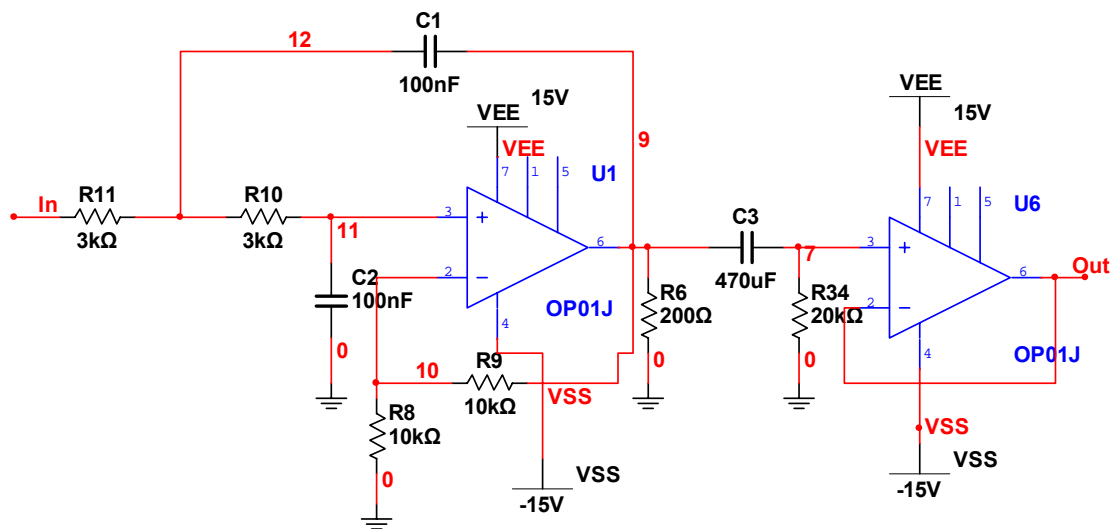 12
C1
100nF
VEE
15V
VEE
9
U1
7
1
5
In
R11
3kΩ
R10
3kΩ
11
3
+
2
−
6
4
OP01J
C2
100nF
0
10
R9
10kΩ
VSS
R8
10kΩ
0
VSS
-15V
R6
200Ω
0
C3
470uF
7
R34
20kΩ
0
VEE
15V
VEE
U6
7
1
5
3
+
2
−
6
4
Out
OP01J
VSS
VSS
-15V